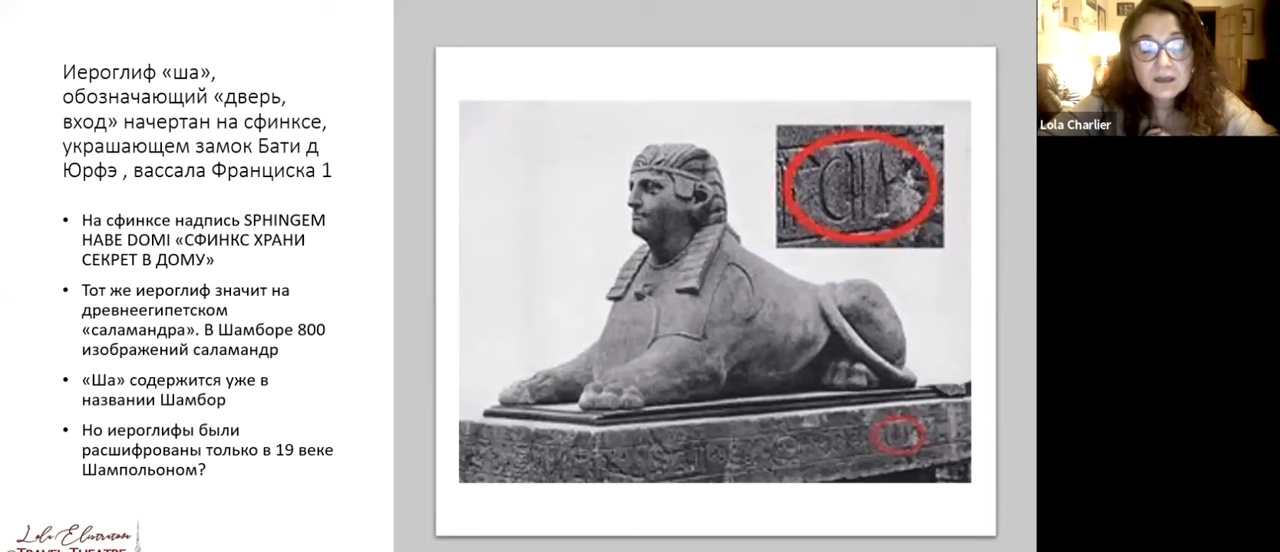 Иероглиф «ша»,
обозначающий «дверь,
вход» начертан на сфинксе,
украшающем замок Бати д
Юрфэ , вассала Франциска 1
• На сфинксе надпись SPHINGEM
HABE DOMI «СФИНКС ХРАНИ
СЕКРЕТ В ДОМУ»
• Тот же иероглиф значит на
древнеегипетском
«саламандра». В Шамборе 800
изображений саламандр
• «Ша» содержится уже в
названии Шамбор
• Но иероглифы были
расшифрованы только в 19 веке
Шампольоном?
Lola Charlier
TRAVEL THEATRE